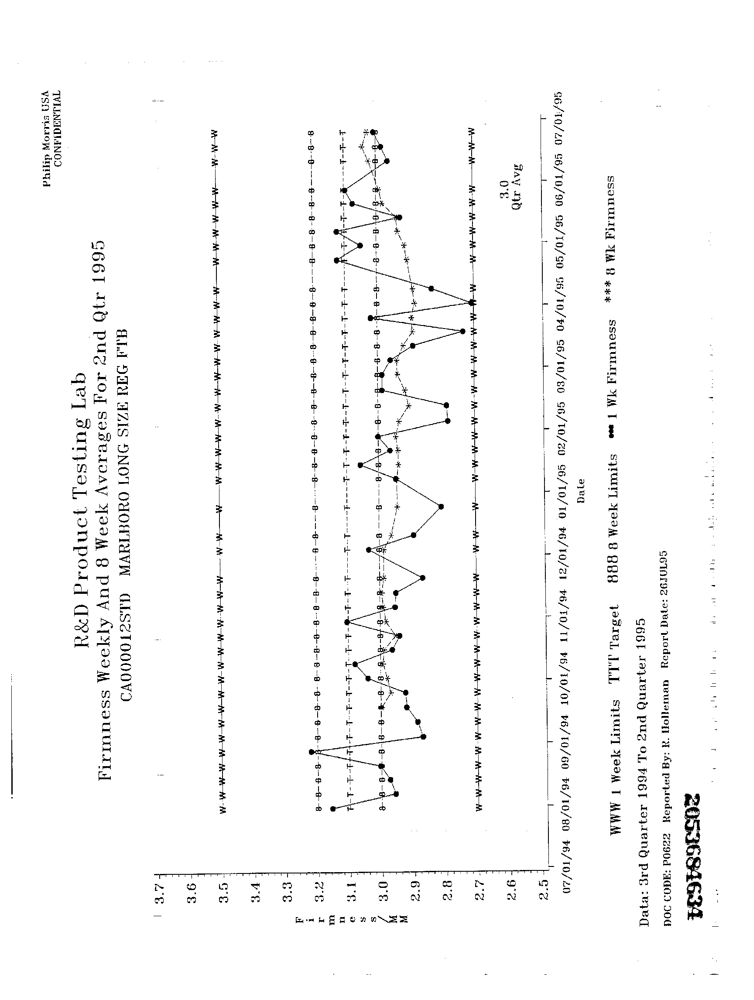 Philip Morris USA
CONFIDENTIAL
R&D Product Testing Lab
Firmness Weekly And 8 Week Averages For 2nd Qtr 1995
CA000012STD MARLBORO LONG SIZE REG FTB
Firmness/MM
3.7
3.6
3.5
3.4
3.3
3.2
3.1
3.0
2.9
2.8
2.7
2.6
2.5
3.0
Qtr Avg
07/01/94 08/01/94 09/01/94 10/01/94 11/01/94 12/01/94 01/01/95 02/01/95 03/01/95 04/01/95 05/01/95 06/01/95 07/01/95
Date
WWW 1 Week Limits TTT Target 888 8 Week Limits ●●● 1 Wk Firmness *** 8 Wk Firmness
Data: 3rd Quarter 1994 To 2nd Quarter 1995
DOC CODE: P0622 Reported By: R. Holleman Report Date: 26JUL95
2053684634